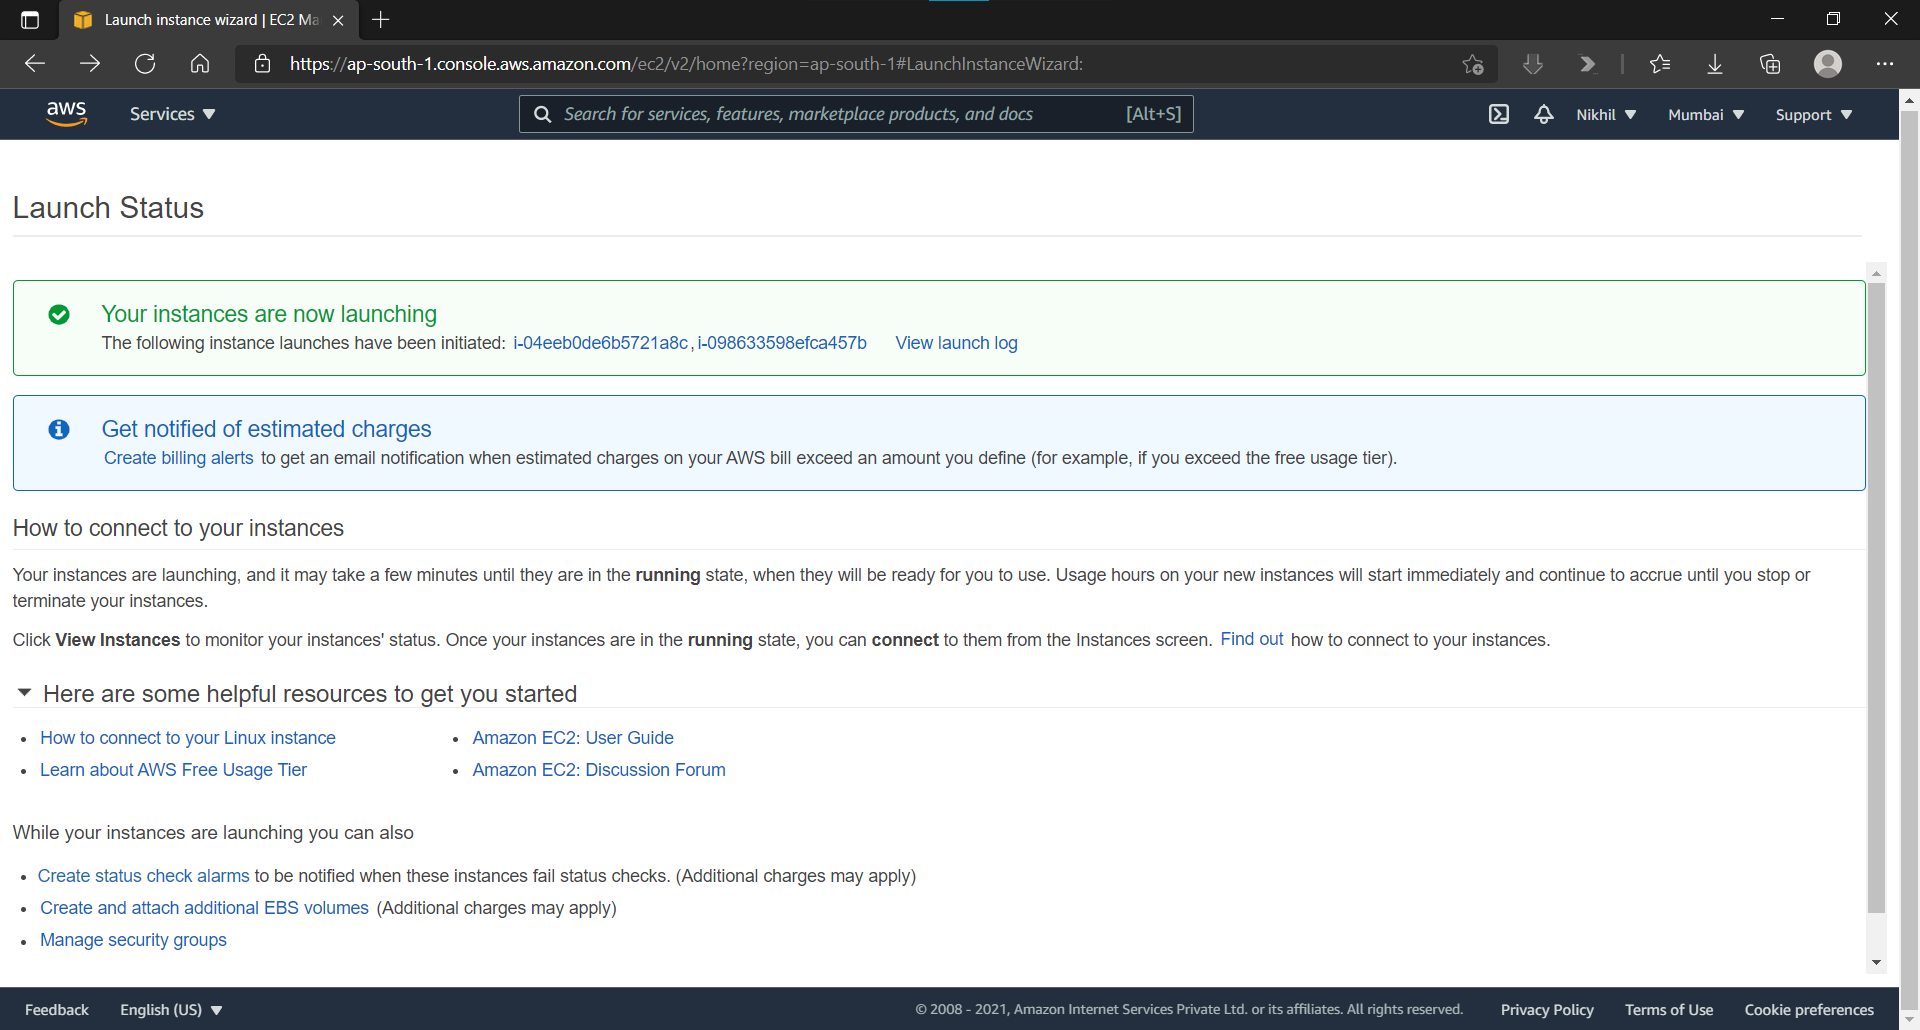 Launch instance wizard | EC2 Ma
https://ap-south-1.console.aws.amazon.com/ec2/v2/home?region=ap-south-1#LaunchInstanceWizard:
aws
Services
Search for services, features, marketplace products, and docs [Alt+S]
Nikhil
Mumbai
Support
Launch Status
Your instances are now launching
The following instance launches have been initiated: i-04eeb0de6b5721a8c, i-098633598efca457b View launch log
Get notified of estimated charges
Create billing alerts to get an email notification when estimated charges on your AWS bill exceed an amount you define (for example, if you exceed the free usage tier).
How to connect to your instances
Your instances are launching, and it may take a few minutes until they are in the running state, when they will be ready for you to use. Usage hours on your new instances will start immediately and continue to accrue until you stop or
terminate your instances.
Click View Instances to monitor your instances' status. Once your instances are in the running state, you can connect to them from the Instances screen. Find out how to connect to your instances.
Here are some helpful resources to get you started
• How to connect to your Linux instance
• Amazon EC2: User Guide
• Learn about AWS Free Usage Tier
• Amazon EC2: Discussion Forum
While your instances are launching you can also
• Create status check alarms to be notified when these instances fail status checks. (Additional charges may apply)
• Create and attach additional EBS volumes (Additional charges may apply)
• Manage security groups
Feedback
English (US)
© 2008 - 2021, Amazon Internet Services Private Ltd. or its affiliates. All rights reserved.
Privacy Policy
Terms of Use
Cookie preferences